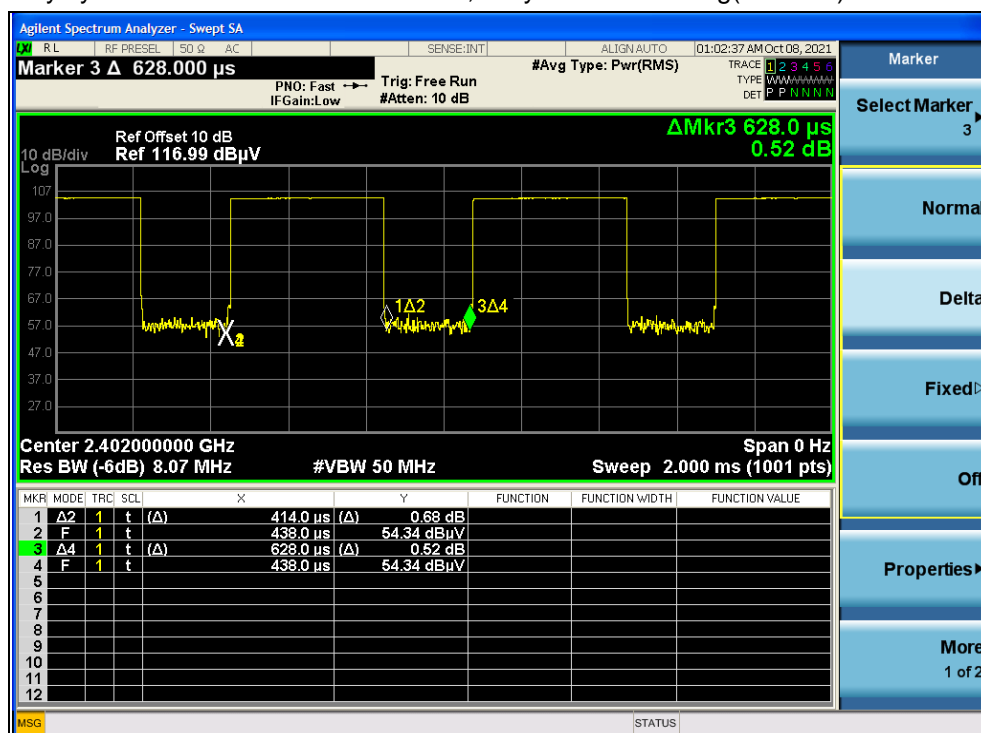 Agilent Spectrum Analyzer - Swept SA
LXI RL RF PRESEL 50 Ω AC SENSE:INT ALIGN AUTO 01:02:37 AM Oct 08, 2021
Marker 3 Δ 628.000 µs
PNO: Fast
IFGain:Low
Trig: Free Run
#Atten: 10 dB
#Avg Type: Pwr(RMS)
TRACE 1 2 3 4 5 6
TYPE
DET P P N N N N
ΔMkr3 628.0 µs
0.52 dB
Ref Offset 10 dB
10 dB/div Ref 116.99 dBµV
Log
107
97.0
87.0
77.0
67.0
57.0
47.0
37.0
27.0
1Δ2
3Δ4
Center 2.402000000 GHz Span 0 Hz
Res BW (-6dB) 8.07 MHz #VBW 50 MHz Sweep 2.000 ms (1001 pts)
MKR MODE TRC SCL X Y FUNCTION FUNCTION WIDTH FUNCTION VALUE
1 Δ2 1 t (Δ) 414.0 µs (Δ) 0.68 dB
2 F 1 t 438.0 µs 54.34 dBµV
3 Δ4 1 t (Δ) 628.0 µs (Δ) 0.52 dB
4 F 1 t 438.0 µs 54.34 dBµV
5
6
7
8
9
10
11
12
MSG STATUS
Marker
Select Marker
3
Normal
Delta
Fixed
Off
Properties
More
1 of 2